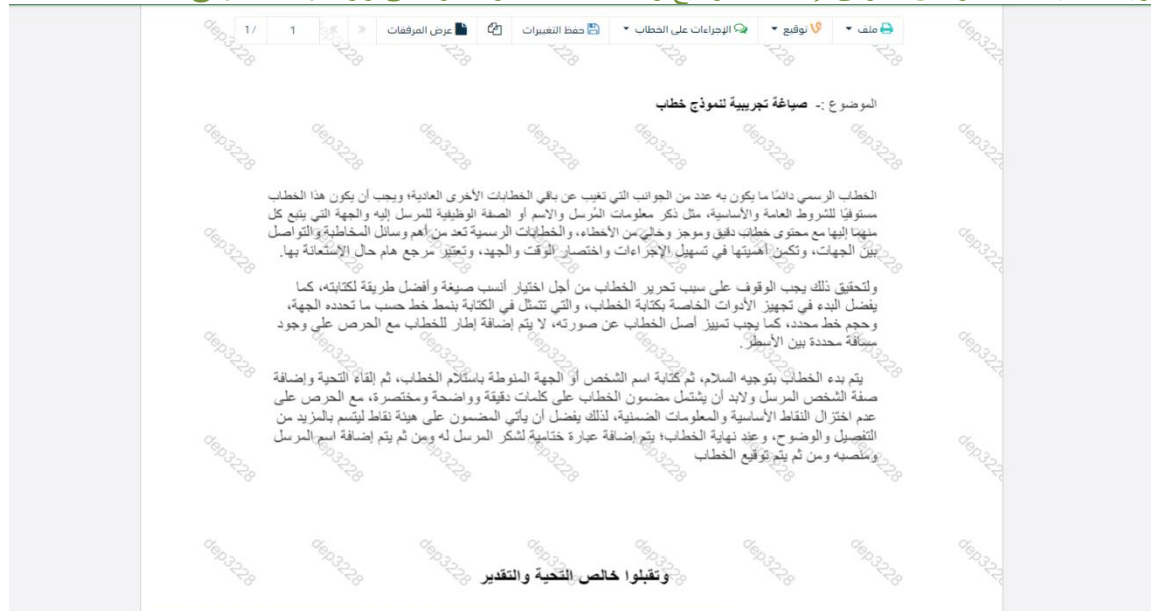 ملف توقيع الإجراءات على الخطاب حفظ التغييرات عرض المرفقات 1 /1
الموضوع :- صياغة تجريبية لنموذج خطاب
الخطاب الرسمي دائمًا ما يكون به عدد من الجوانب التي تغيب عن باقي الخطابات الأخرى العادية؛ ويجب أن يكون هذا الخطاب
مستوفيًا للشروط العامة والأساسية، مثل ذكر معلومات المُرسل والاسم أو الصفة الوظيفية للمرسل إليه والجهة التي يتبع كل
منهما إليها مع محتوى خطاب دقيق وموجز وخالي من الأخطاء، والخطابات الرسمية تعد من أهم وسائل المخاطبة والتواصل
بين الجهات، وتكمن أهميتها في تسهيل الإجراءات واختصار الوقت والجهد، وتعتبر مرجع هام حال الاستعانة بها.
ولتحقيق ذلك يجب الوقوف على سبب تحرير الخطاب من أجل اختيار أنسب صيغة وأفضل طريقة لكتابته، كما
يفضل البدء في تجهيز الأدوات الخاصة بكتابة الخطاب، والتي تتمثل في الكتابة بنمط خط حسب ما تحدده الجهة،
وحجم خط محدد، كما يجب تمييز أصل الخطاب عن صورته، لا يتم إضافة إطار للخطاب مع الحرص على وجود
مسافة محددة بين الأسطر.
يتم بدء الخطاب بتوجيه السلام، ثم كتابة اسم الشخص أو الجهة المنوطة باستلام الخطاب، ثم إلقاء التحية وإضافة
صفة الشخص المرسل ولابد أن يشتمل مضمون الخطاب على كلمات دقيقة وواضحة ومختصرة، مع الحرص على
عدم اختزال النقاط الأساسية والمعلومات الضمنية، لذلك يفضل أن يأتي المضمون على هيئة نقاط ليتسم بالمزيد من
التفصيل والوضوح، وعند نهاية الخطاب؛ يتم إضافة عبارة ختامية لشكر المرسل له ومن ثم يتم إضافة اسم المرسل
ومنصبه ومن ثم يتم توقيع الخطاب
وتقبلوا خالص التحية والتقدير
dep3228